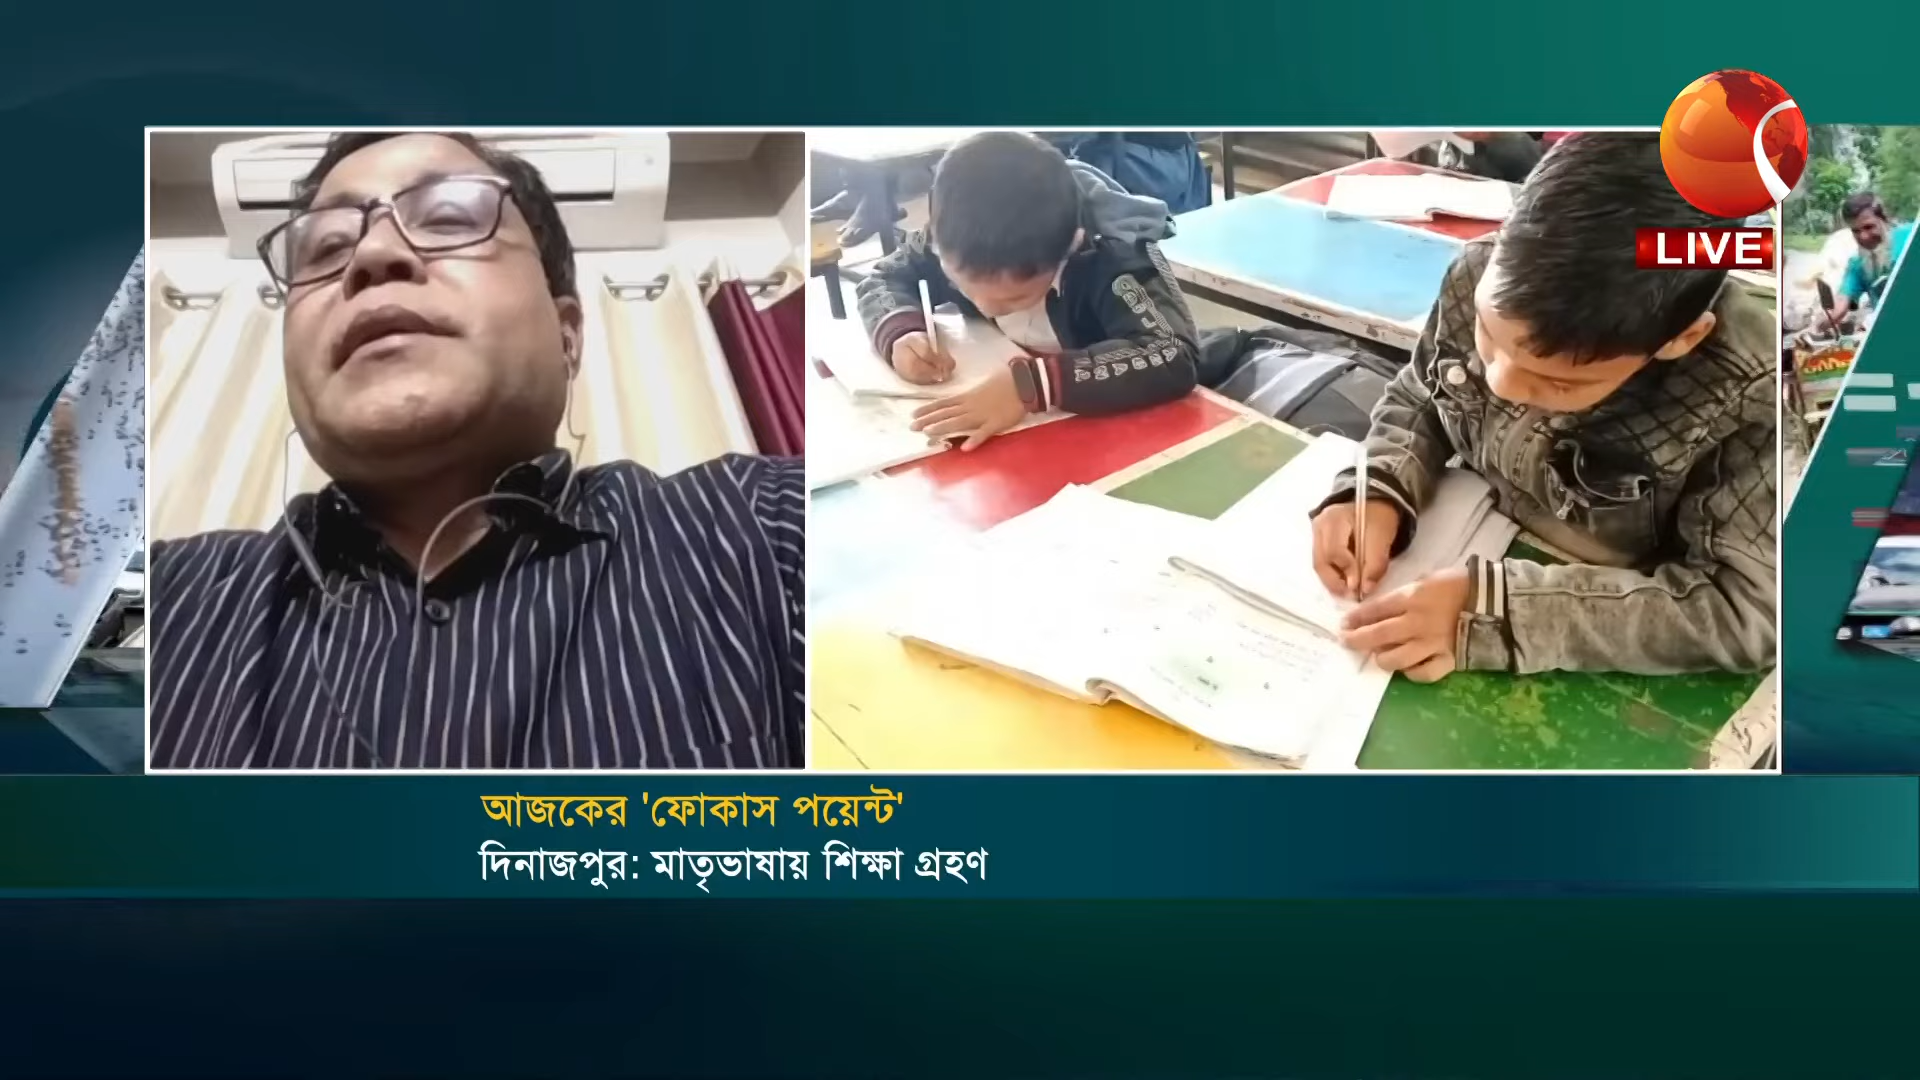 LIVE
আজকের 'ফোকাস পয়েন্ট'
দিনাজপুর: মাতৃভাষায় শিক্ষা গ্রহণ